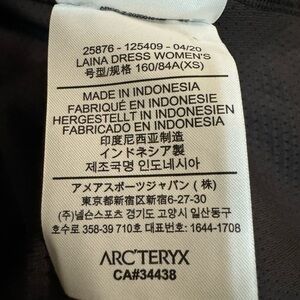 25876 - 125409 - 04/20
LAINA DRESS WOMEN'S
号型/规格 160/84A(XS)
MADE IN INDONESIA
FABRIQUÉ EN INDONESIE
HERGESTELLT IN INDONESIEN
FABRICADO EN INDONESIA
印度尼西亚制造
インドネシア製
제조국명 인도네시아
アメアスポーツジャパン (株)
東京都新宿区新宿6-27-30
(주)넬슨스포츠 경기도 고양시 일산동구
호수로 358-39 710호 대표번호: 1644-1708
ARC'TERYX
CA#34438